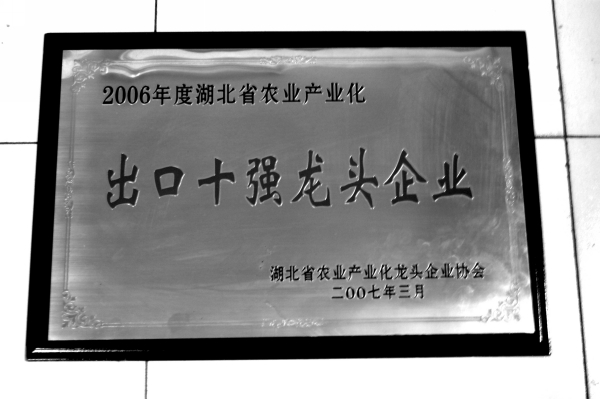 2006年度湖北省农业产业化
出口十强龙头企业
湖北省农业产业化龙头企业协会
二〇〇七年三月